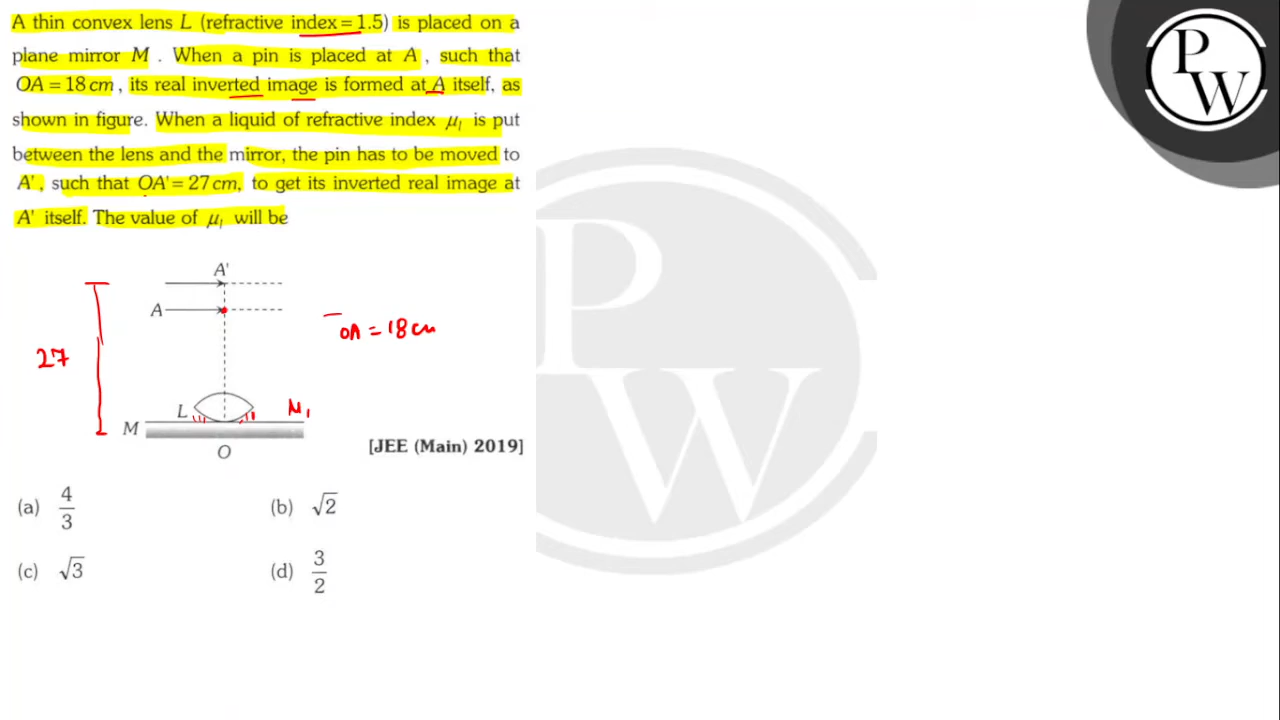 A thin convex lens L (refractive index = 1.5) is placed on a
plane mirror M . When a pin is placed at A , such that
OA = 18 cm , its real inverted image is formed at A itself, as
shown in figure. When a liquid of refractive index μl is put
between the lens and the mirror, the pin has to be moved to
A', such that OA' = 27 cm, to get its inverted real image at
A' itself. The value of μl will be
A'
A
OA = 18 cm
27
L
μ1
M
O
[JEE (Main) 2019]
(a) 4/3
(b) √2
(c) √3
(d) 3/2
P
W
P
W